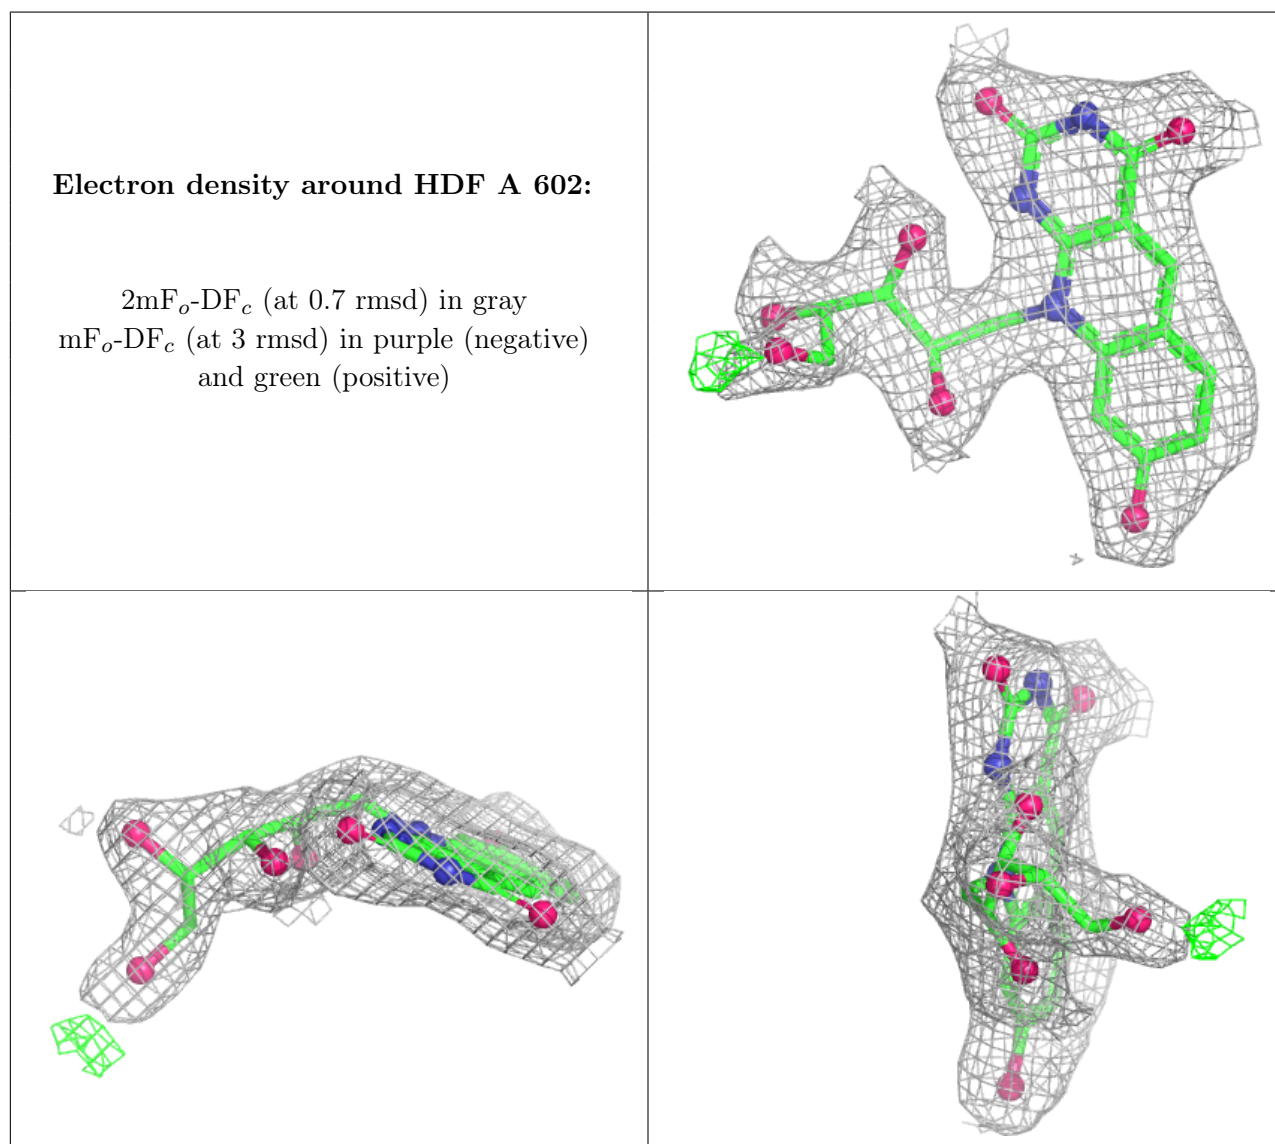 Electron density around HDF A 602:
2mFo-DFc (at 0.7 rmsd) in gray
mFo-DFc (at 3 rmsd) in purple (negative)
and green (positive)